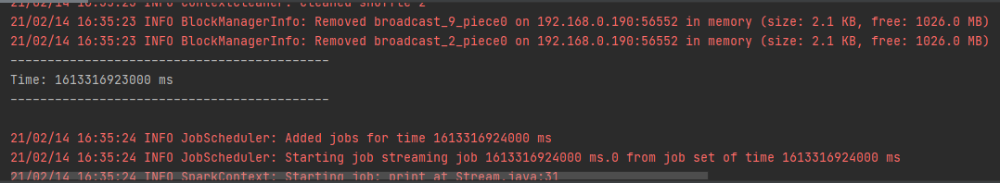 21/02/14 16:35:23 INFO ContextCleaner: Cleaned shuffle 2
21/02/14 16:35:23 INFO BlockManagerInfo: Removed broadcast_9_piece0 on 192.168.0.190:56552 in memory (size: 2.1 KB, free: 1026.0 MB)
21/02/14 16:35:23 INFO BlockManagerInfo: Removed broadcast_2_piece0 on 192.168.0.190:56552 in memory (size: 2.1 KB, free: 1026.0 MB)
-------------------------------------------
Time: 1613316923000 ms
-------------------------------------------
21/02/14 16:35:24 INFO JobScheduler: Added jobs for time 1613316924000 ms
21/02/14 16:35:24 INFO JobScheduler: Starting job streaming job 1613316924000 ms.0 from job set of time 1613316924000 ms
21/02/14 16:35:24 INFO SparkContext: Starting job: print at Stream.java:31